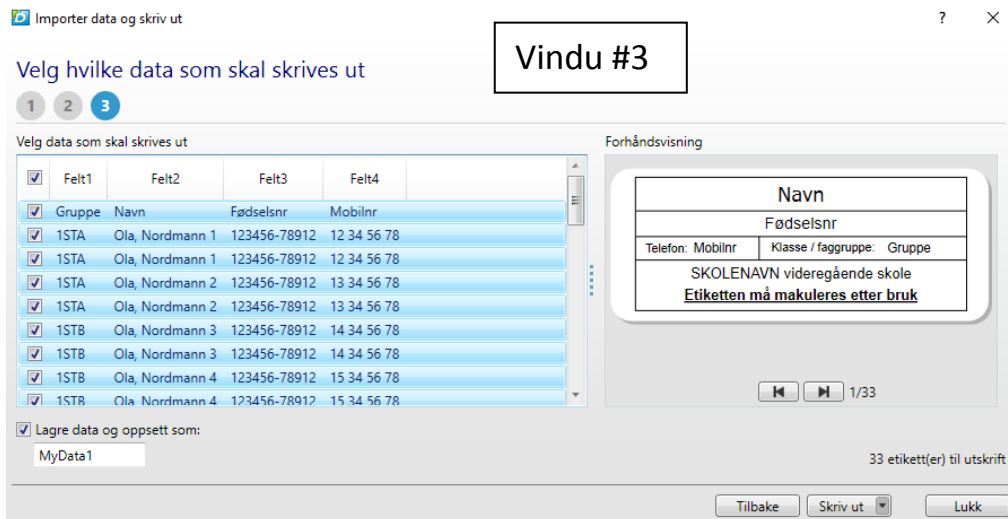 Importer data og skriv ut
?
Vindu #3
Velg hvilke data som skal skrives ut
1 2 3
Velg data som skal skrives ut
Felt1 Felt2 Felt3 Felt4
Gruppe Navn Fødselsnr Mobilnr
1STA Ola, Nordmann 1 123456-78912 12 34 56 78
1STA Ola, Nordmann 1 123456-78912 12 34 56 78
1STA Ola, Nordmann 2 123456-78912 13 34 56 78
1STA Ola, Nordmann 2 123456-78912 13 34 56 78
1STB Ola, Nordmann 3 123456-78912 14 34 56 78
1STB Ola, Nordmann 3 123456-78912 14 34 56 78
1STB Ola, Nordmann 4 123456-78912 15 34 56 78
1STB Ola, Nordmann 4 123456-78912 15 34 56 78
Forhåndsvisning
Navn
Fødselsnr
Telefon: Mobilnr Klasse / faggruppe: Gruppe
SKOLENAVN videregående skole
Etiketten må makuleres etter bruk
1/33
Lagre data og oppsett som:
MyData1
33 etikett(er) til utskrift
Tilbake Skriv ut Lukk